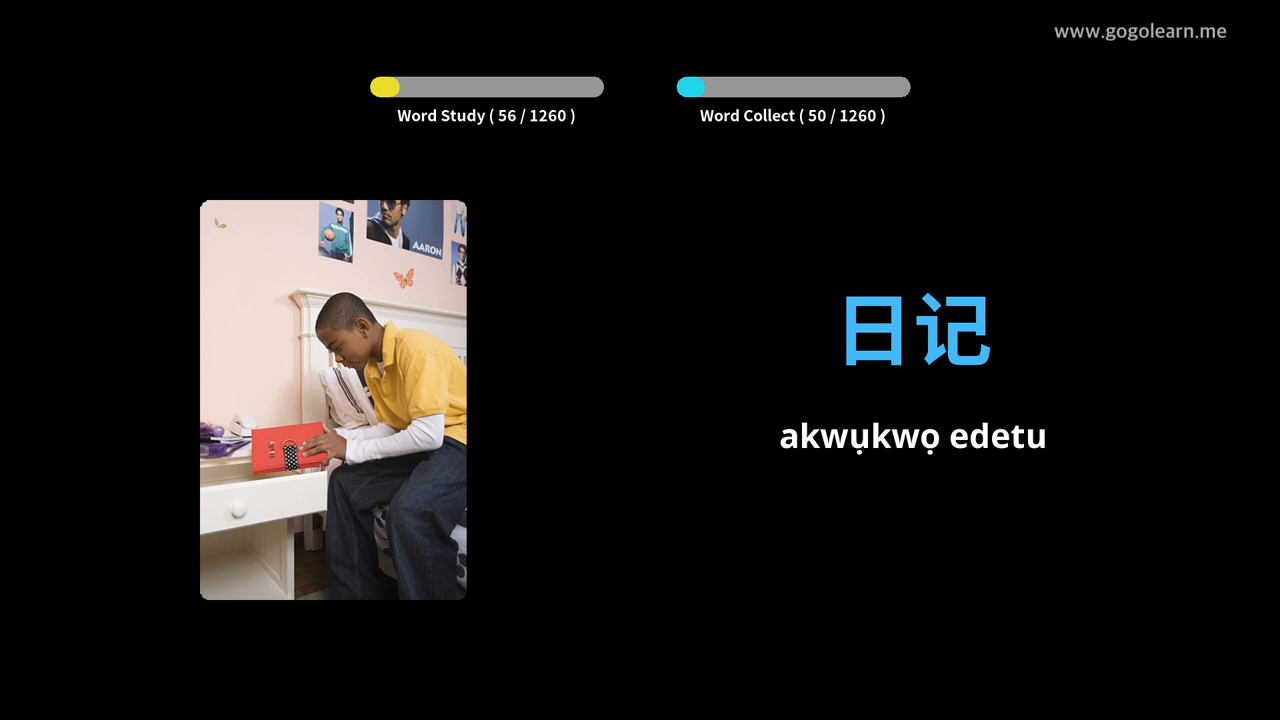 www.gogolearn.me
Word Study ( 56 / 1260 )
Word Collect ( 50 / 1260 )
AARON
日记
akwụkwọ edetu